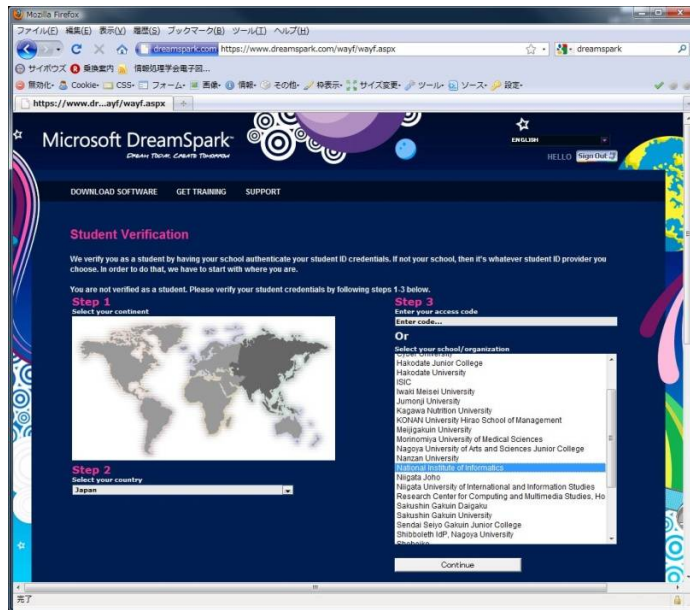 Mozilla Firefox
ファイル(F) 編集(E) 表示(V) 履歴(S) ブックマーク(B) ツール(T) ヘルプ(H)
dreamspark.com https://www.dreamspark.com/wayf/wayf.aspx
dreamspark
サイボウズ 乗換案内 情報処理学会電子図...
無効化 Cookie CSS フォーム 画像 情報 その他 枠表示 サイズ変更 ツール ソース 設定
https://www.dr...ayf/wayf.aspx
Microsoft DreamSpark
DREAM TODAY, CREATE TOMORROW
ENGLISH
HELLO Sign Out
DOWNLOAD SOFTWARE GET TRAINING SUPPORT
Student Verification
We verify you as a student by having your school authenticate your student ID credentials. If not your school, then it's whatever student ID provider you
choose. In order to do that, we have to start with where you are.
You are not verified as a student. Please verify your student credentials by following steps 1-3 below.
Step 1
Select your continent
Step 2
Select your country
Japan
Step 3
Enter your access code
Enter code...
Or
Select your school/organization
Cyber University
Hakodate Junior College
Hakodate University
ISIC
Iwaki Meisei University
Jumonji University
Kagawa Nutrition University
KONAN University Hirao School of Management
Meijigakuin University
Morinomiya University of Medical Sciences
Nagoya University of Arts and Sciences Junior College
Nanzan University
National Institute of Informatics
Niigata Joho
Niigata University of International and Information Studies
Research Center for Computing and Multimedia Studies, Ho
Sakushin Gakuin Daigaku
Sakushin Gakuin University
Sendai Seiyo Gakuin Junior College
Shibboleth IdP, Nagoya University
Continue
完了